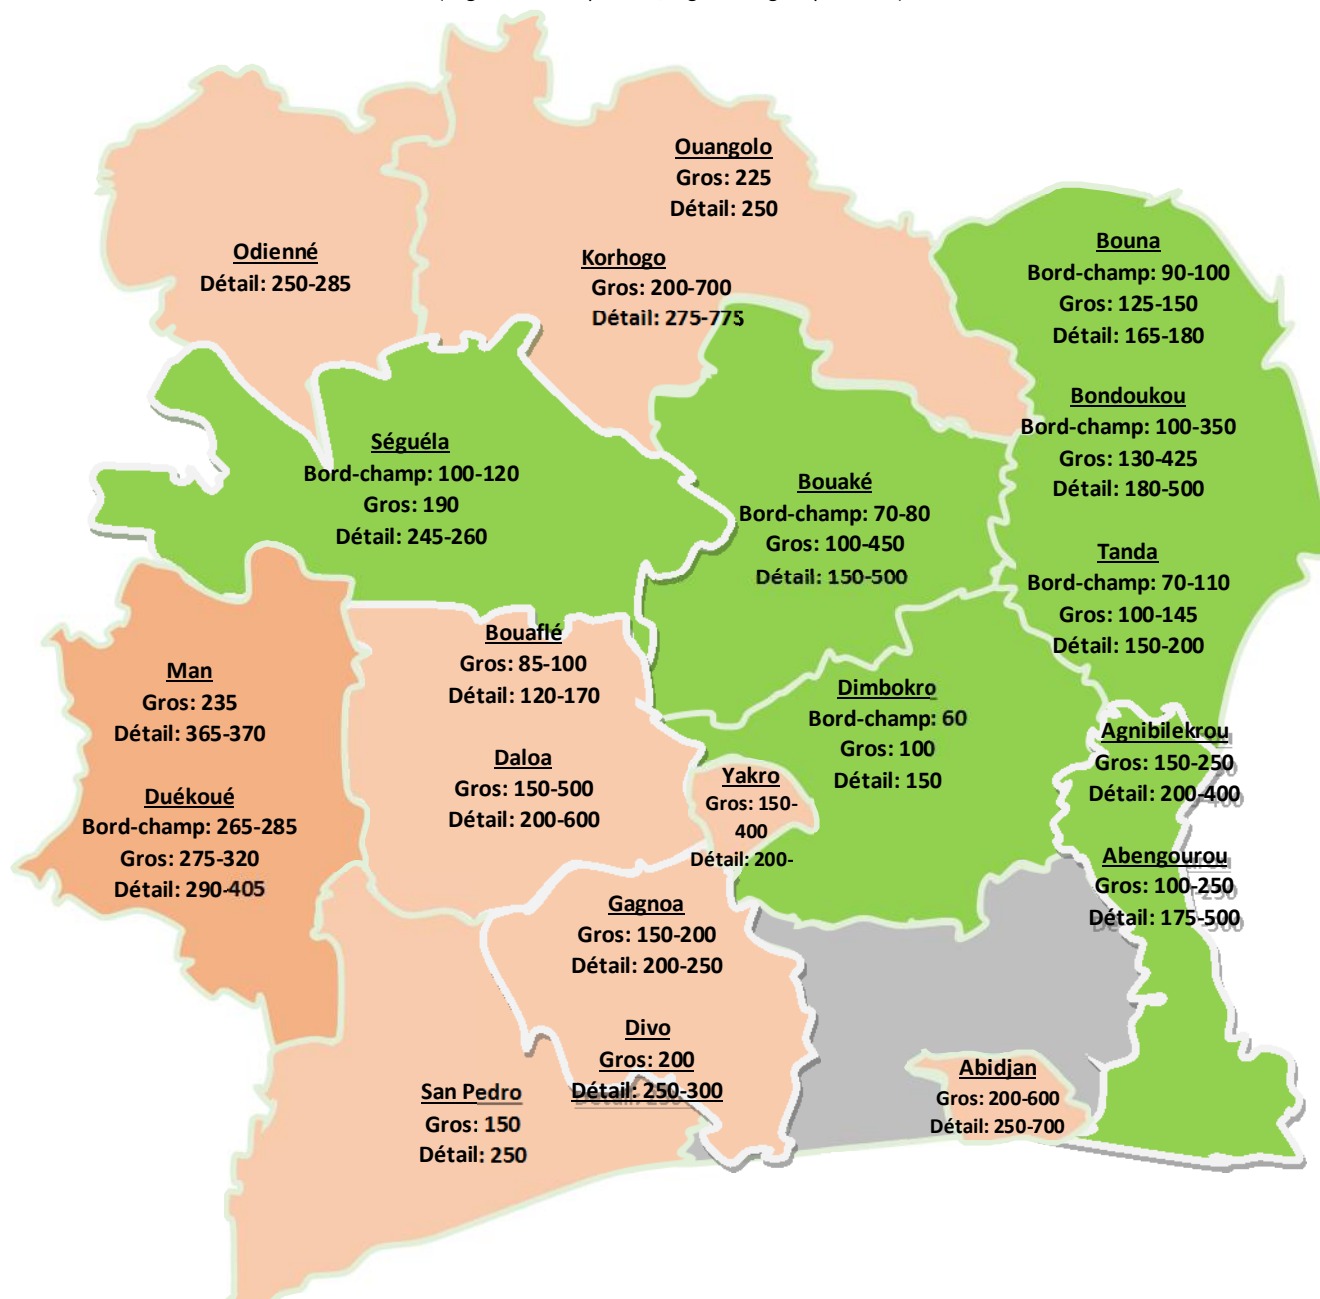 Ouangolo
Gros: 225
Détail: 250
Odienné
Détail: 250-285
Korhogo
Gros: 200-700
Détail: 275-775
Bouna
Bord-champ: 90-100
Gros: 125-150
Détail: 165-180
Bondoukou
Bord-champ: 100-350
Gros: 130-425
Détail: 180-500
Séguéla
Bord-champ: 100-120
Gros: 190
Détail: 245-260
Bouaké
Bord-champ: 70-80
Gros: 100-450
Détail: 150-500
Tanda
Bord-champ: 70-110
Gros: 100-145
Détail: 150-200
Bouaflé
Gros: 85-100
Détail: 120-170
Man
Gros: 235
Détail: 365-370
Dimbokro
Bord-champ: 60
Gros: 100
Détail: 150
Agnibilekrou
Gros: 150-250
Détail: 200-400
Daloa
Gros: 150-500
Détail: 200-600
Yakro
Gros: 150-
400
Détail: 200-
Duékoué
Bord-champ: 265-285
Gros: 275-320
Détail: 290-405
Abengourou
Gros: 100-250
Détail: 175-500
Gagnoa
Gros: 150-200
Détail: 200-250
Divo
Gros: 200
Détail: 250-300
San Pedro
Gros: 150
Détail: 250
Abidjan
Gros: 200-600
Détail: 250-700